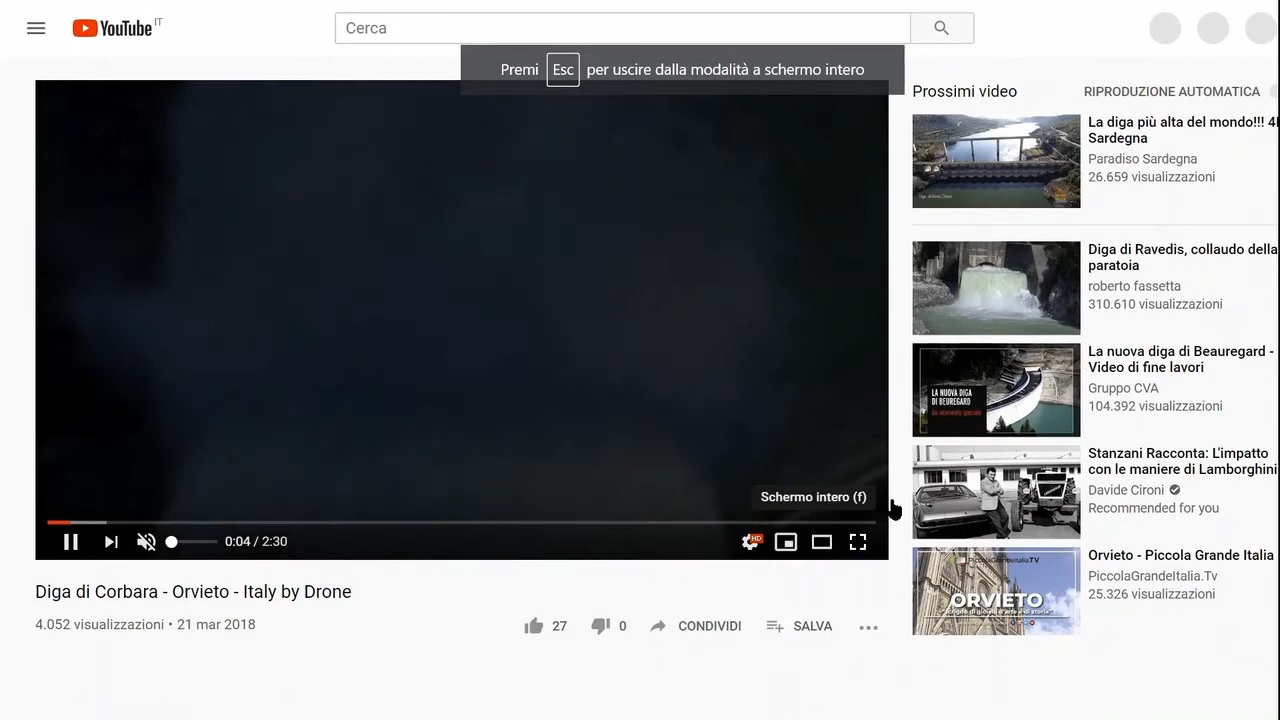 YouTube IT
Cerca
Premi Esc per uscire dalla modalità a schermo intero
Prossimi video
RIPRODUZIONE AUTOMATICA
La diga più alta del mondo!!!
Sardegna
Paradiso Sardegna
26.659 visualizzazioni
Diga di Ravedis, collaudo della
paratoia
roberto fassetta
310.610 visualizzazioni
LA NUOVA DIGA
DI BEUREGARD
La nuova diga di Beauregard -
Video di fine lavori
Gruppo CVA
104.392 visualizzazioni
Stanzani Racconta: L'impatto
con le maniere di Lamborghini
Davide Cironi
Recommended for you
ORVIETO
Orvieto - Piccola Grande Italia
PiccolaGrandeItalia.Tv
25.326 visualizzazioni
Schermo intero (f)
0:04 / 2:30
HD
Diga di Corbara - Orvieto - Italy by Drone
4.052 visualizzazioni • 21 mar 2018
27
0
CONDIVIDI
SALVA